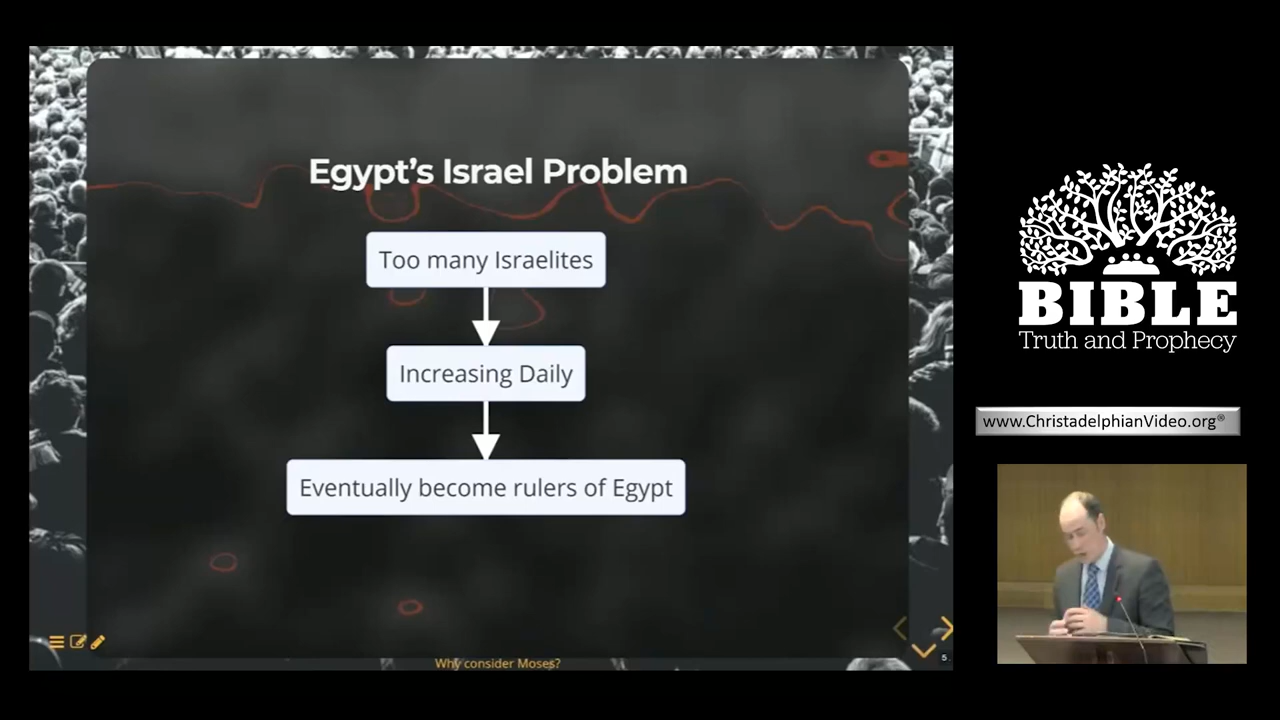 Egypt's Israel Problem
Too many Israelites
Increasing Daily
Eventually become rulers of Egypt
Why consider Moses?
5
BIBLE
Truth and Prophecy
www.ChristadelphianVideo.org®